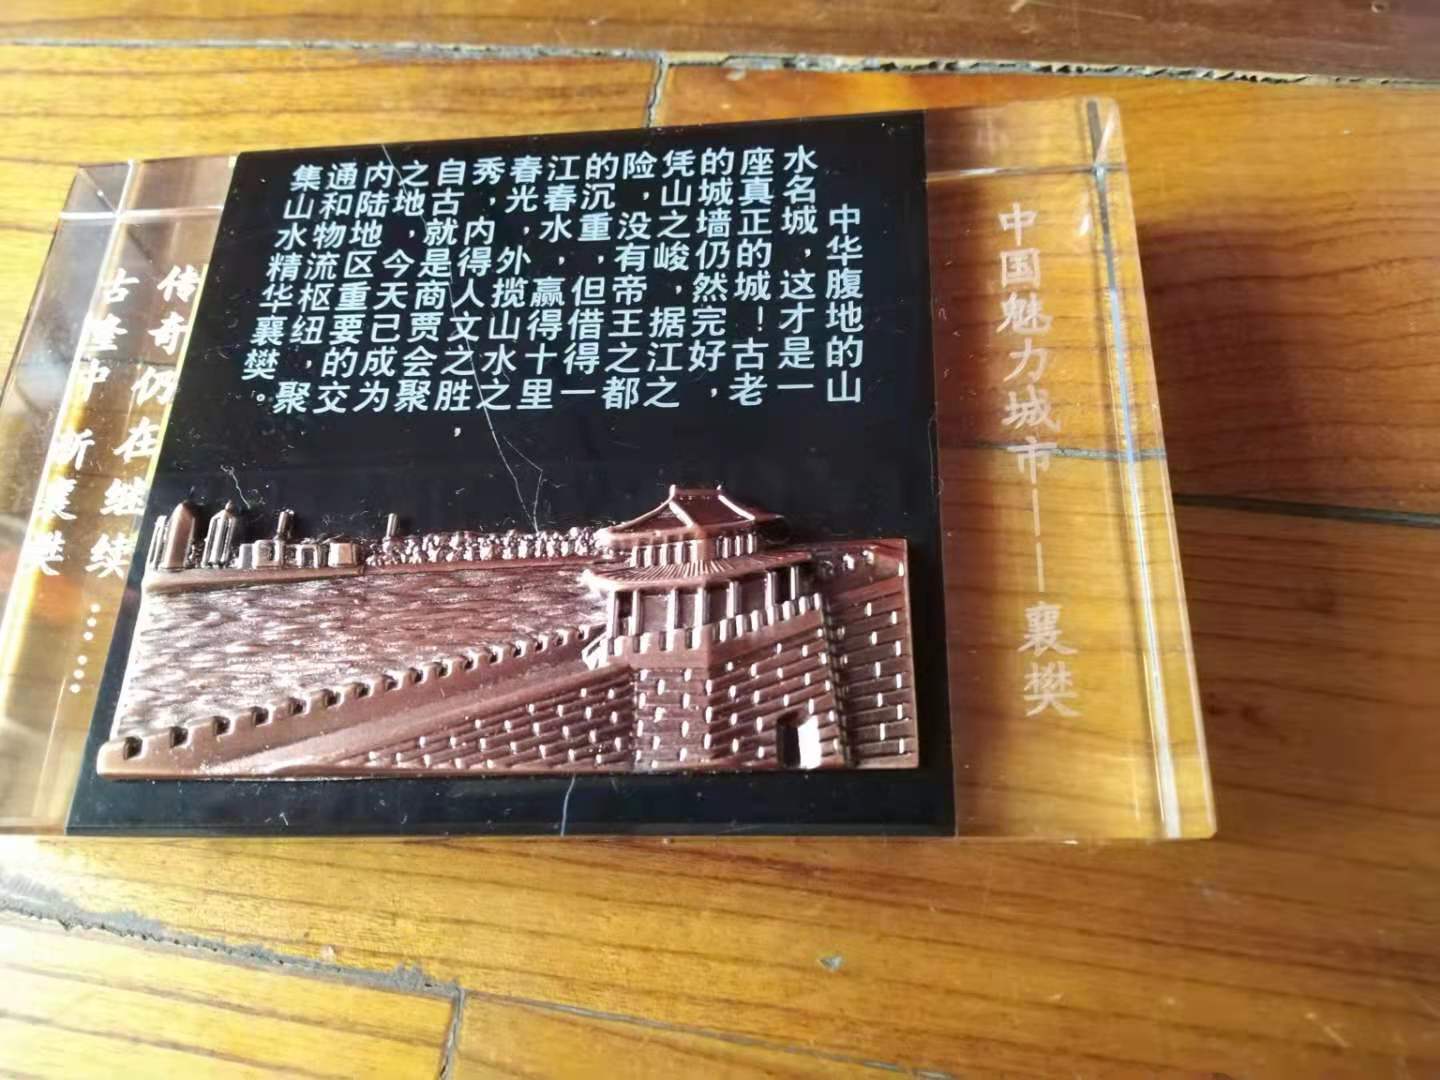 中国魅力城市——襄樊
中华腹地的山
水名城，这才是一
座真正的城！古老
的城墙仍然完好，
凭山之峻，据江之
险，没有帝王之都
的沉重，但借得一
江春水，赢得十里
春光，外揽山水之
秀，内得人文之胜，
自古就是商贾会聚
之地，今天已成为
内陆地区重要的交
通和物流枢纽，聚
集山水精华襄樊。
传奇仍在继续……
古隆中 新襄樊